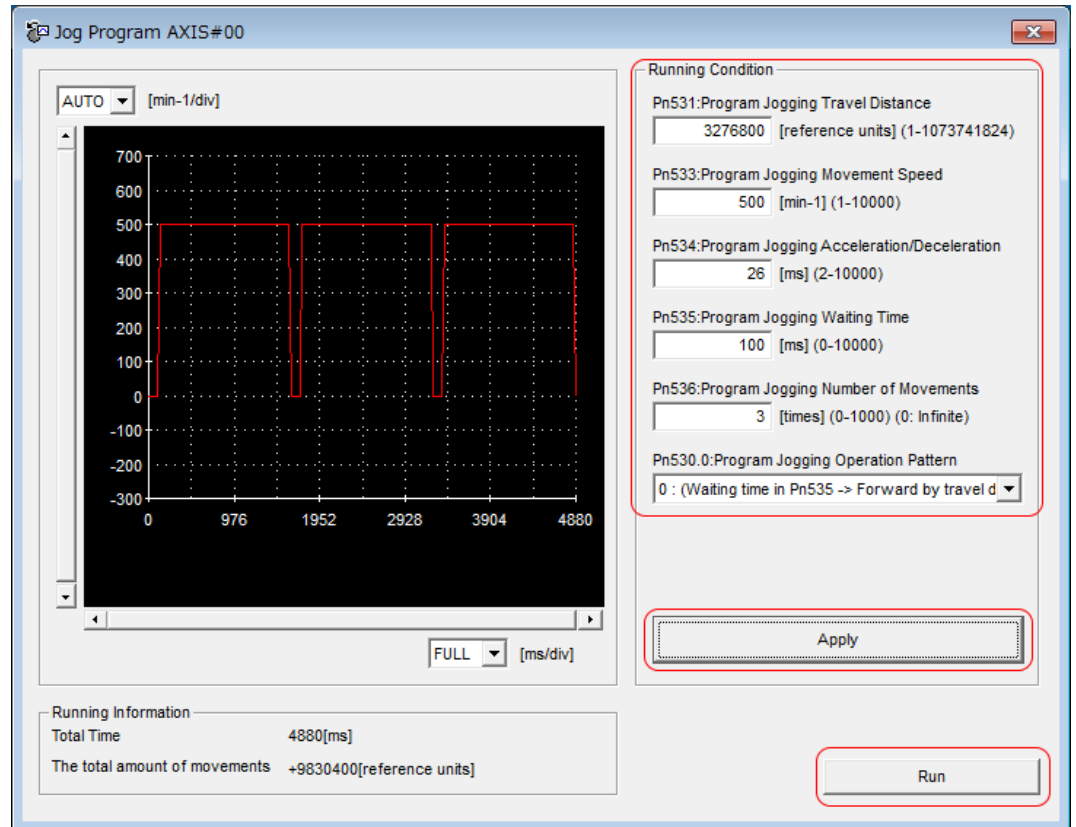 Jog Program AXIS#00
AUTO [min-1/div]
700
600
500
400
300
200
100
0
-100
-200
-300
0 976 1952 2928 3904 4880
FULL [ms/div]
Running Condition
Pn531:Program Jogging Travel Distance
3276800 [reference units] (1-1073741824)
Pn533:Program Jogging Movement Speed
500 [min-1] (1-10000)
Pn534:Program Jogging Acceleration/Deceleration
26 [ms] (2-10000)
Pn535:Program Jogging Waiting Time
100 [ms] (0-10000)
Pn536:Program Jogging Number of Movements
3 [times] (0-1000) (0: Infinite)
Pn530.0:Program Jogging Operation Pattern
0 : (Waiting time in Pn535 -> Forward by travel d
Apply
Running Information
Total Time 4880[ms]
The total amount of movements +9830400[reference units]
Run